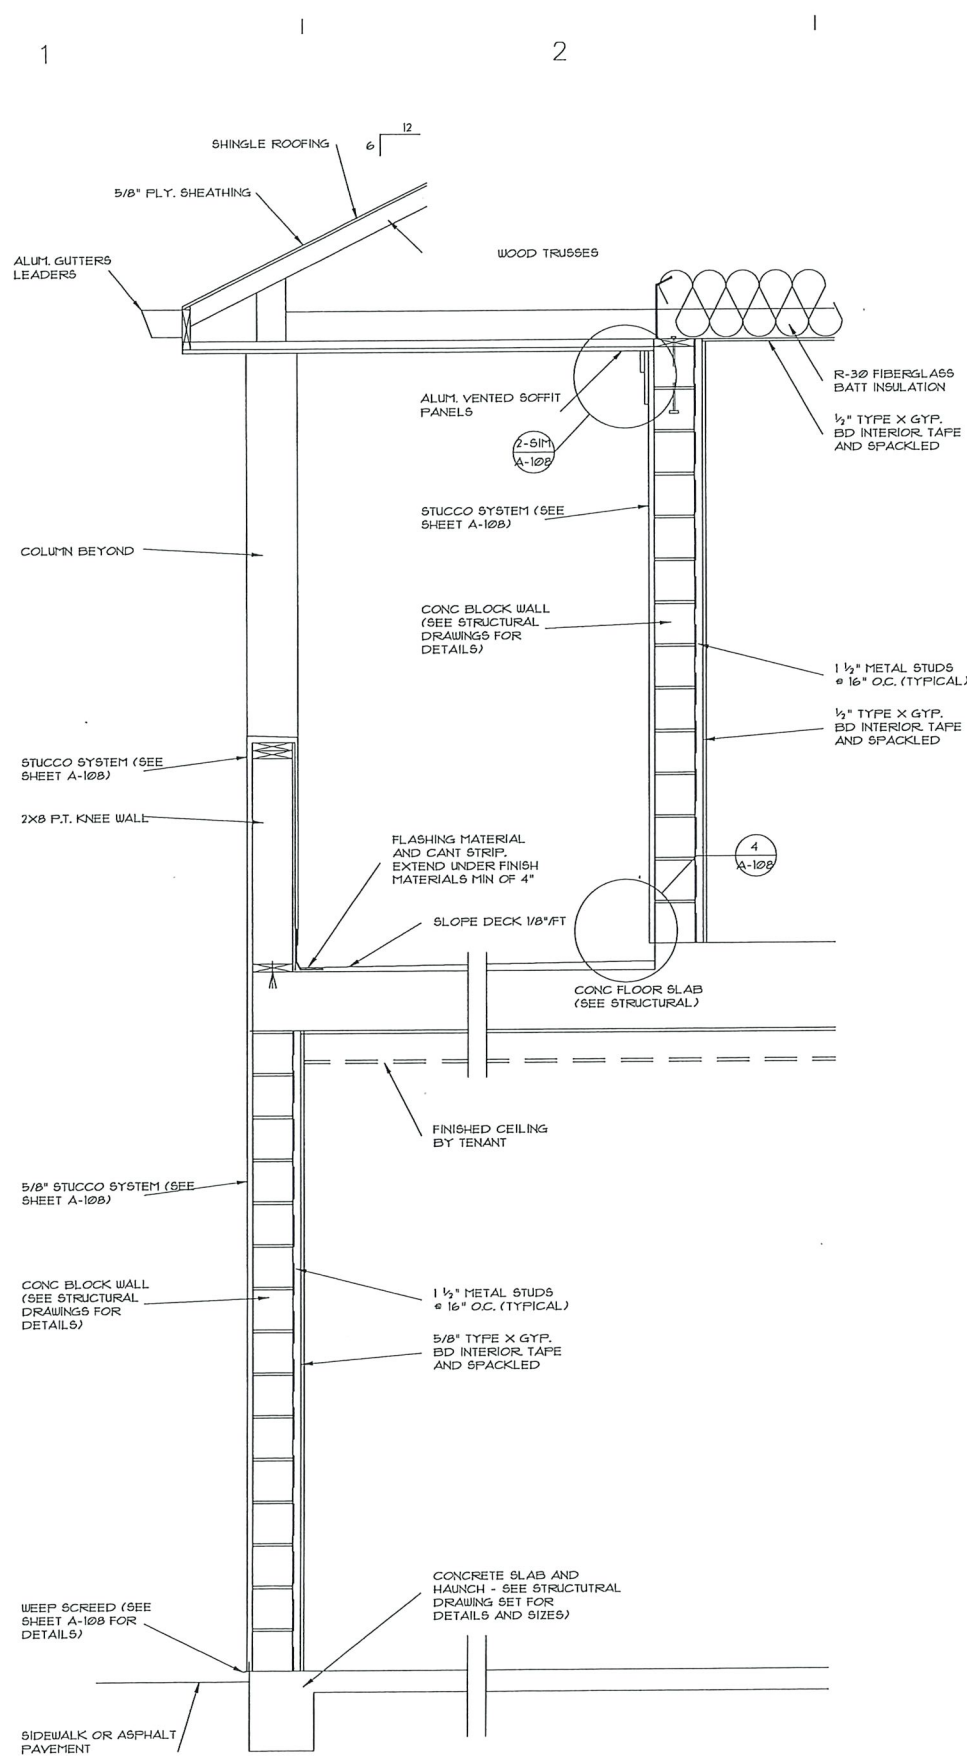 1
2
12
6
SHINGLE ROOFING
5/8" PLY. SHEATHING
ALUM. GUTTERS
LEADERS
WOOD TRUSSES
R-30 FIBERGLASS
BATT INSULATION
ALUM. VENTED SOFFIT
PANELS
½" TYPE X GYP.
BD INTERIOR TAPE
AND SPACKLED
2-SIM
A-108
STUCCO SYSTEM (SEE
SHEET A-108)
COLUMN BEYOND
CONC BLOCK WALL
(SEE STRUCTURAL
DRAWINGS FOR
DETAILS)
1 ½" METAL STUDS
@ 16" O.C. (TYPICAL)
½" TYPE X GYP.
BD INTERIOR TAPE
AND SPACKLED
STUCCO SYSTEM (SEE
SHEET A-108)
2X8 P.T. KNEE WALL
FLASHING MATERIAL
AND CANT STRIP.
EXTEND UNDER FINISH
MATERIALS MIN OF 4"
4
A-108
SLOPE DECK 1/8"/FT
CONC FLOOR SLAB
(SEE STRUCTURAL)
FINISHED CEILING
BY TENANT
5/8" STUCCO SYSTEM (SEE
SHEET A-108)
CONC BLOCK WALL
(SEE STRUCTURAL
DRAWINGS FOR
DETAILS)
1 ½" METAL STUDS
@ 16" O.C. (TYPICAL)
5/8" TYPE X GYP.
BD INTERIOR TAPE
AND SPACKLED
CONCRETE SLAB AND
HAUNCH - SEE STRUCTUTRAL
DRAWING SET FOR
DETAILS AND SIZES)
WEEP SCREED (SEE
SHEET A-108 FOR
DETAILS)
SIDEWALK OR ASPHALT
PAVEMENT